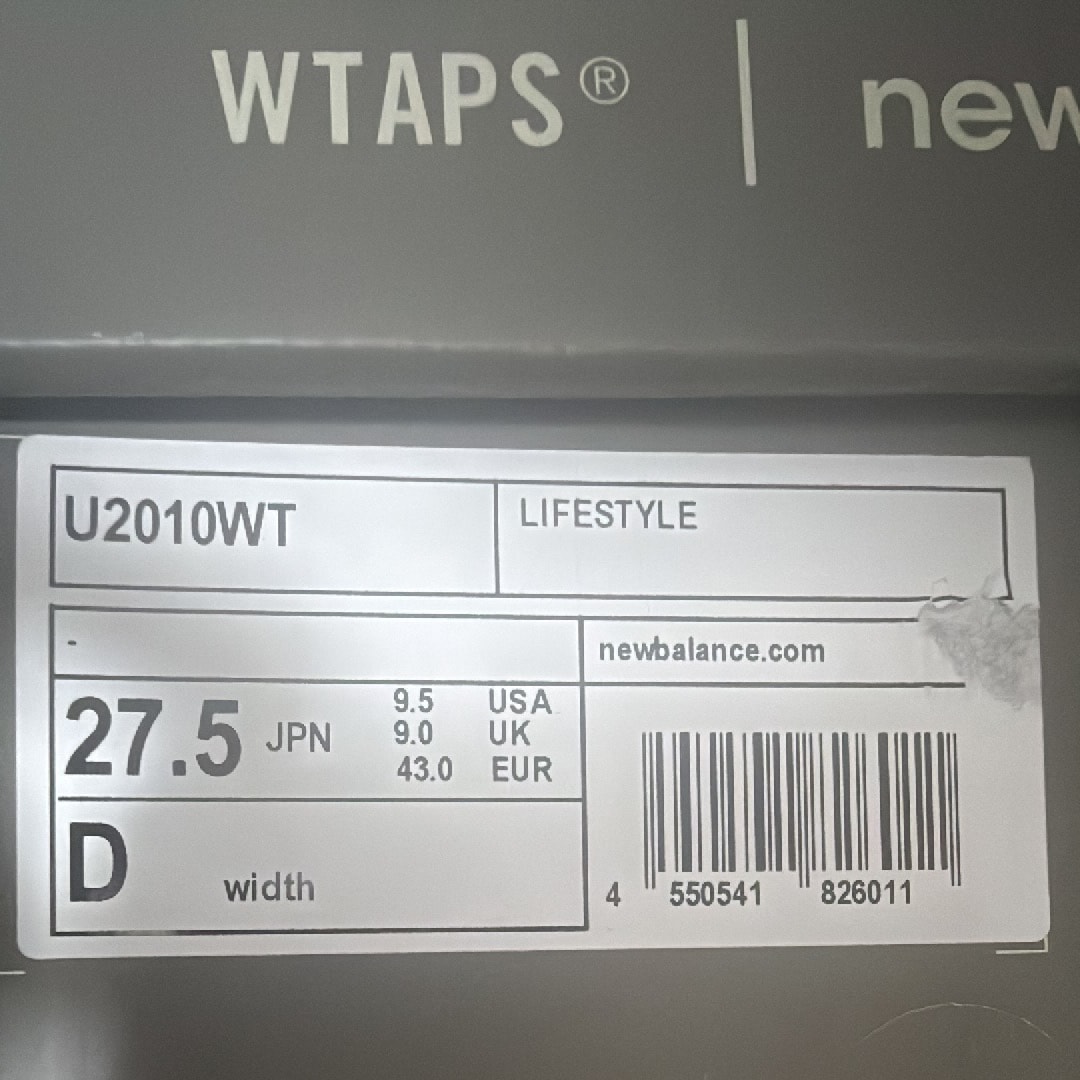 WTAPS® | new
U2010WT
LIFESTYLE
-
newbalance.com
27.5 JPN
9.5 USA
9.0 UK
43.0 EUR
D width
4 550541 826011